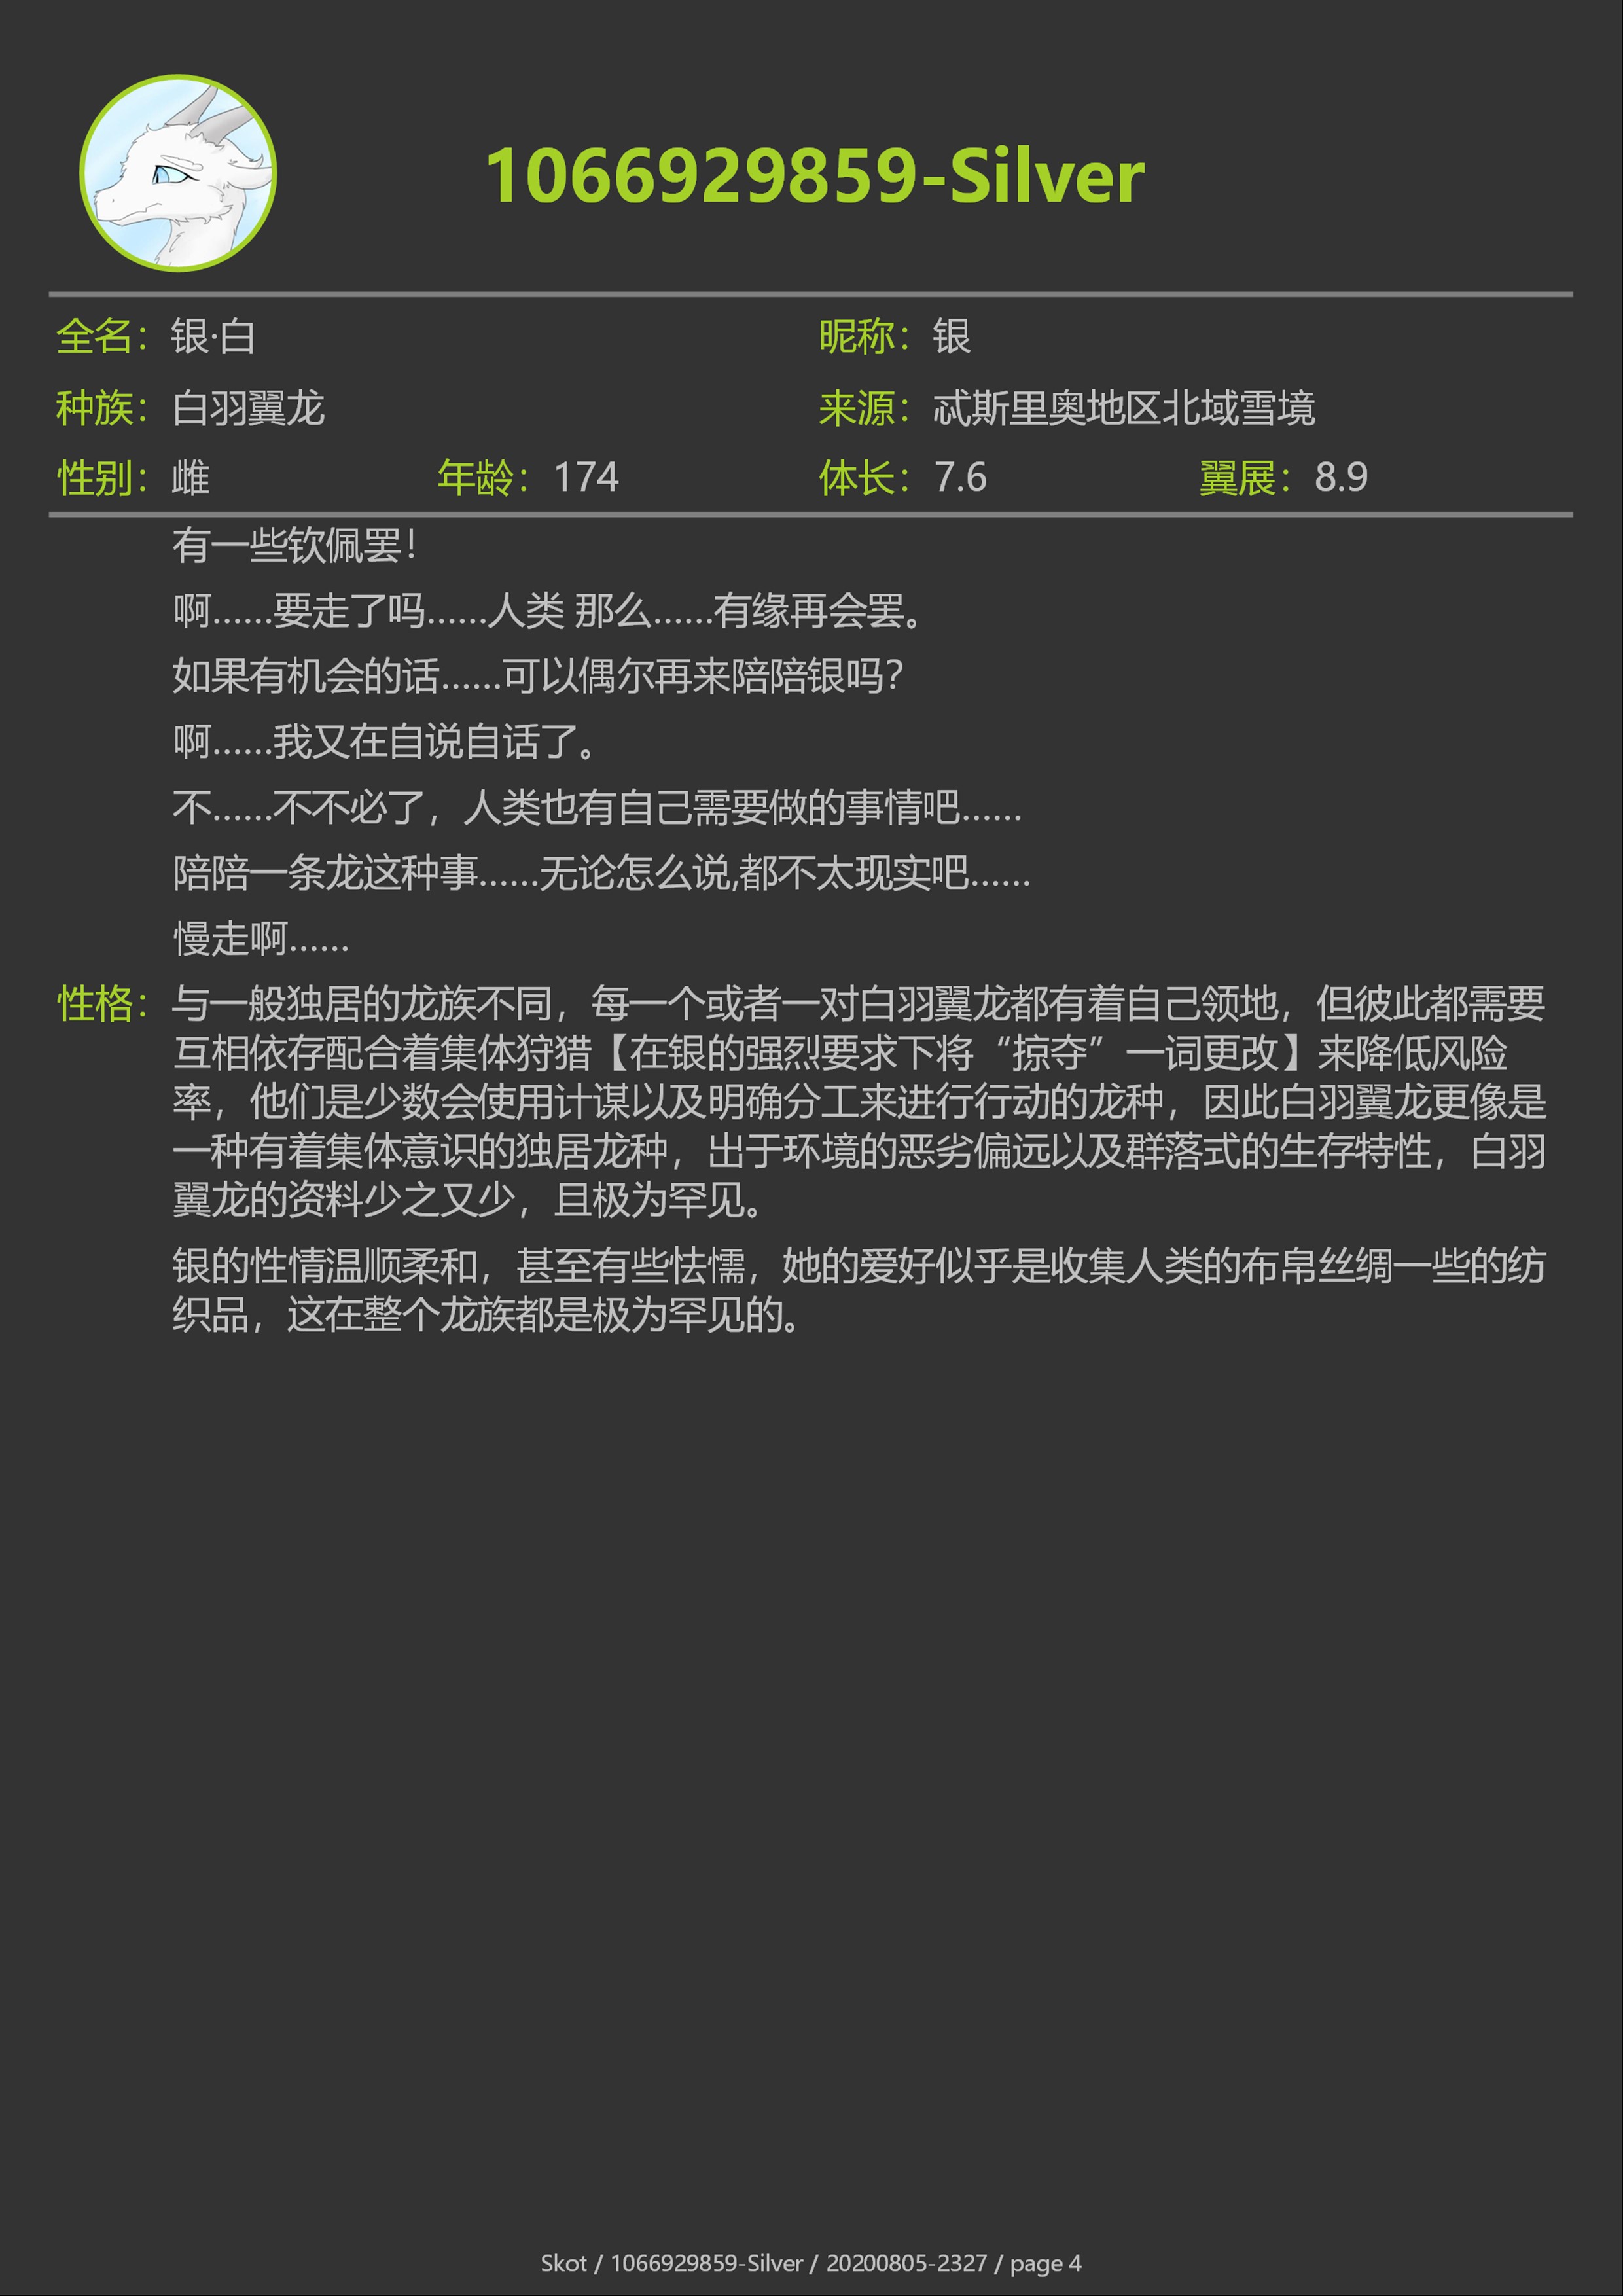 1066929859-Silver
全名：银·白 昵称：银
种族：白羽翼龙 来源：忒斯里奥地区北域雪境
性别：雌 年龄：174 体长：7.6 翼展：8.9
有一些钦佩罢！
啊……要走了吗……人类 那么……有缘再会罢。
如果有机会的话……可以偶尔再来陪陪银吗？
啊……我又在自说自话了。
不……不不必了，人类也有自己需要做的事情吧……
陪陪一条龙这种事……无论怎么说,都不太现实吧……
慢走啊……
性格：与一般独居的龙族不同，每一个或者一对白羽翼龙都有着自己领地，但彼此都需要
互相依存配合着集体狩猎【在银的强烈要求下将“掠夺”一词更改】来降低风险
率，他们是少数会使用计谋以及明确分工来进行行动的龙种，因此白羽翼龙更像是
一种有着集体意识的独居龙种，出于环境的恶劣偏远以及群落式的生存特性，白羽
翼龙的资料少之又少，且极为罕见。
银的性情温顺柔和，甚至有些怯懦，她的爱好似乎是收集人类的布帛丝绸一些的纺
织品，这在整个龙族都是极为罕见的。
Skot / 1066929859-Silver / 20200805-2327 / page 4